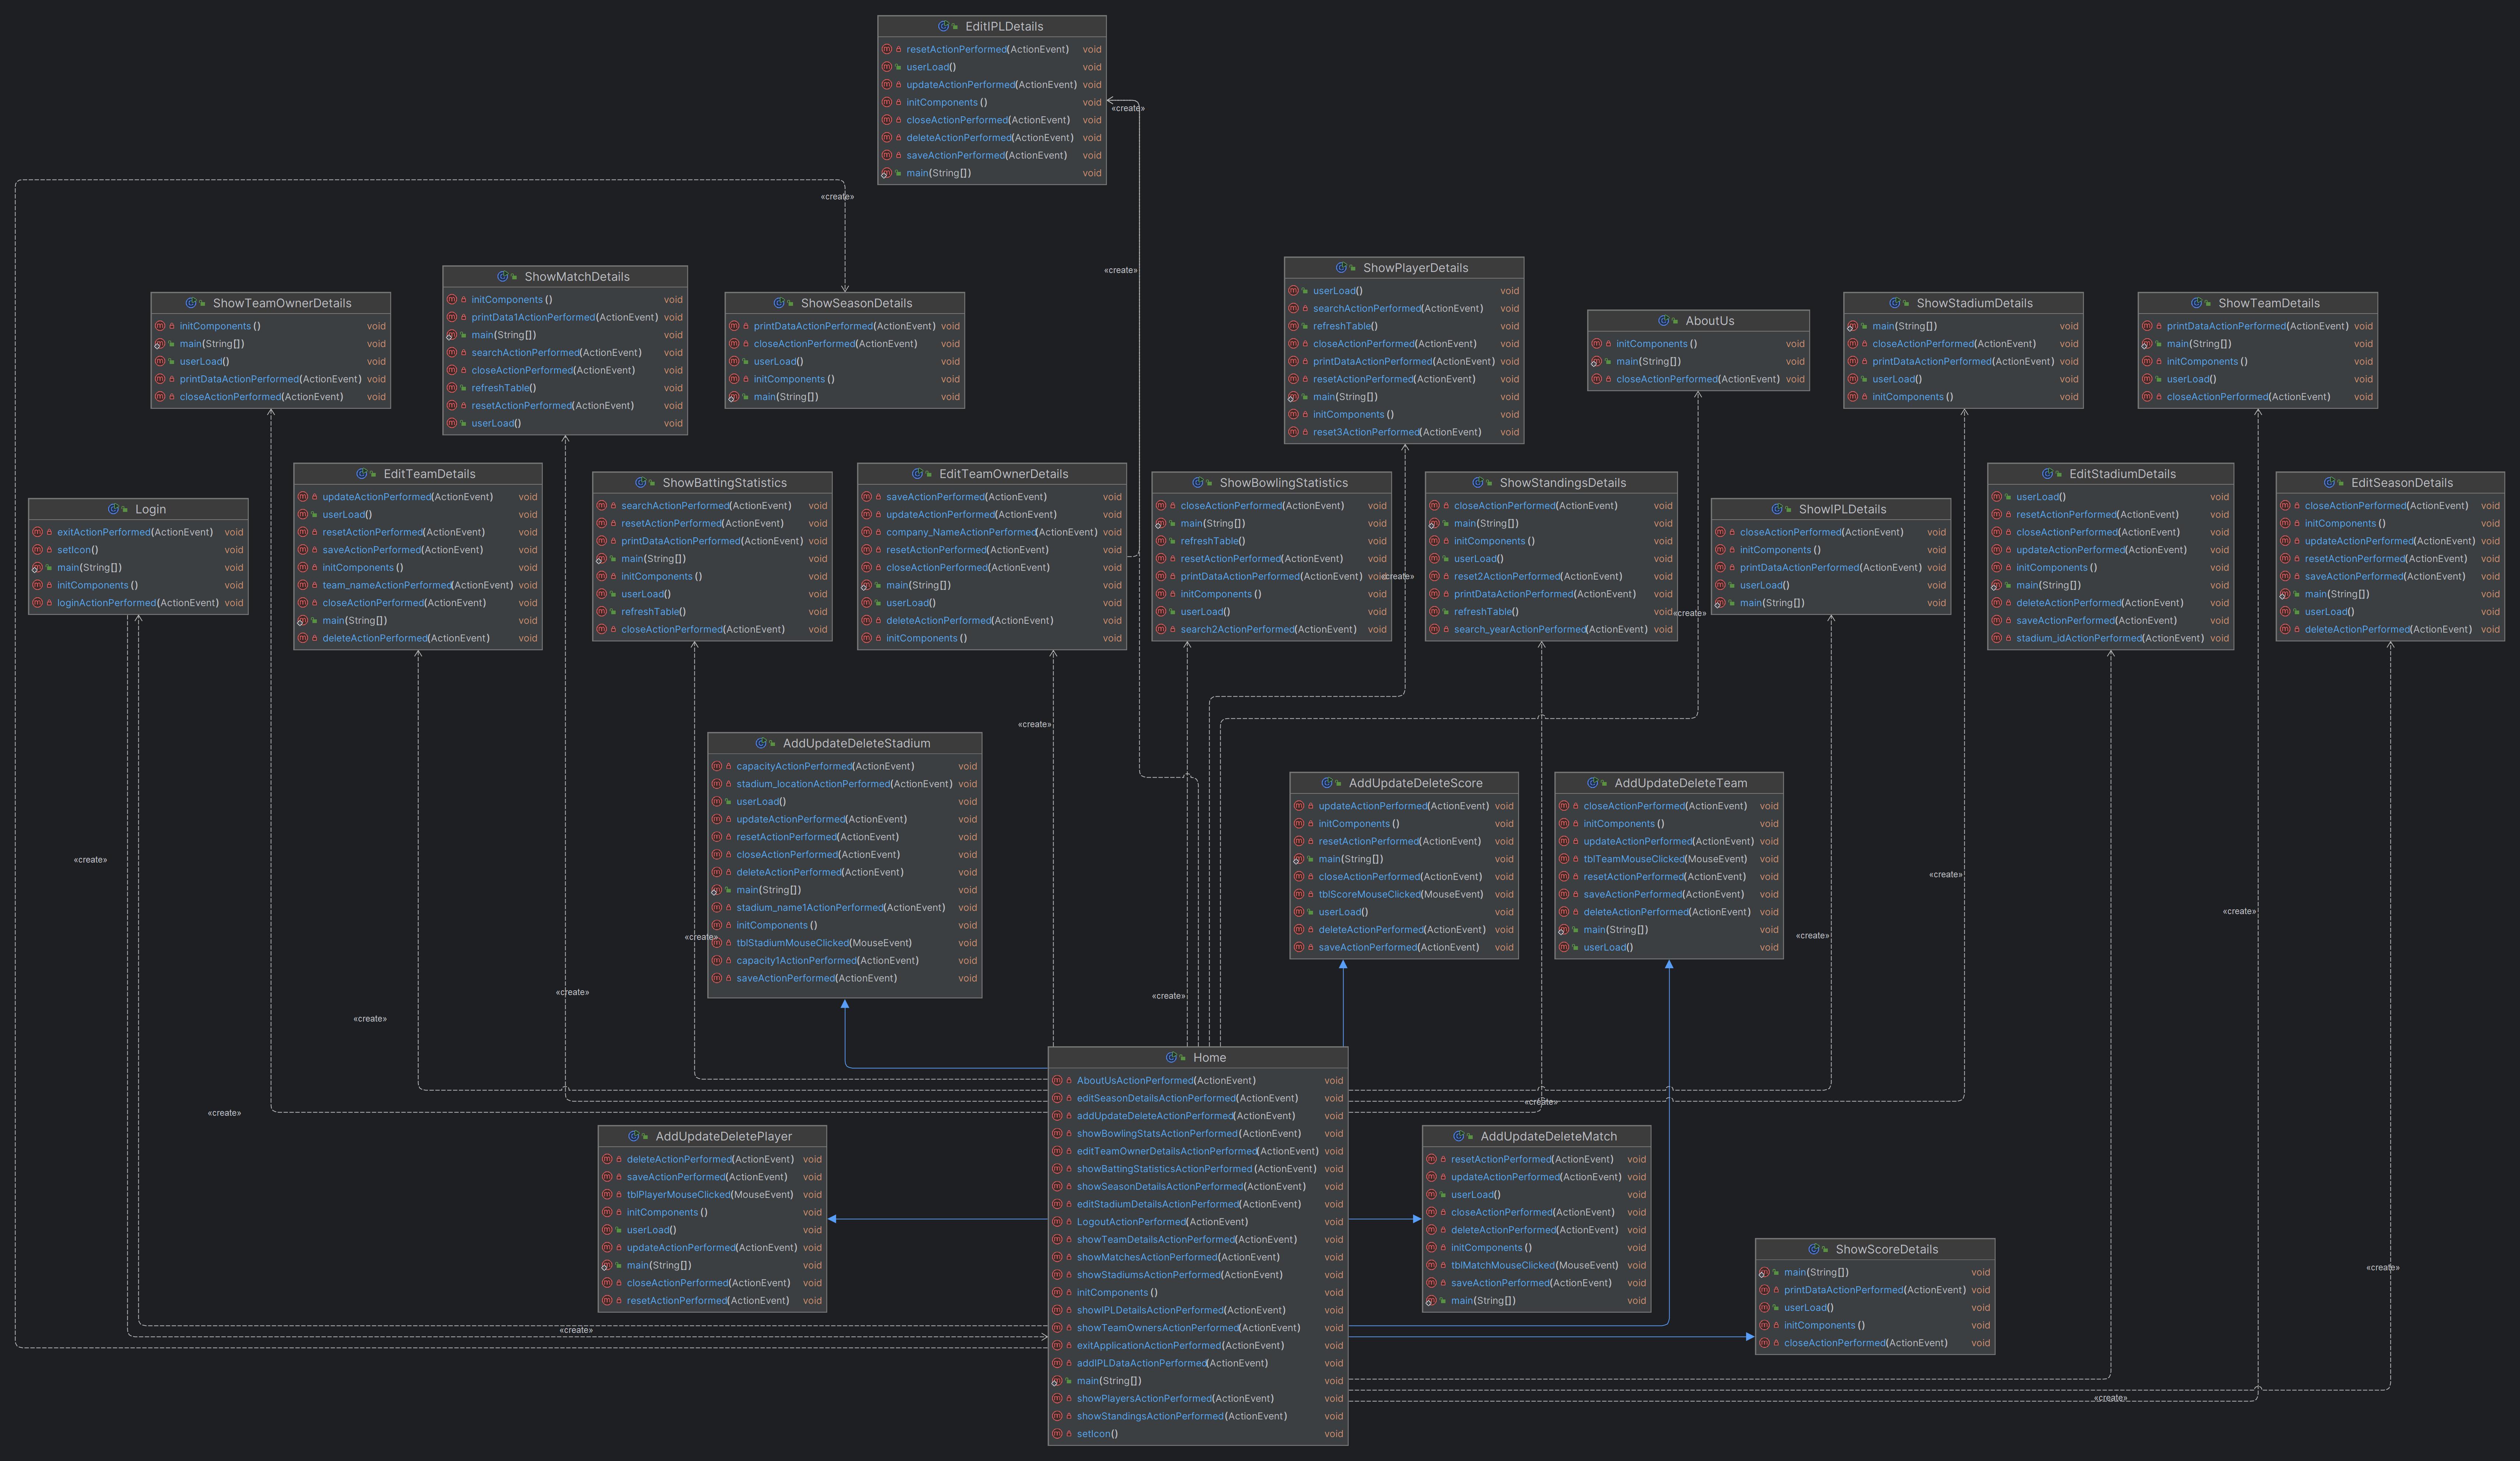 EditIPLDetails
resetActionPerformed(ActionEvent) void
userLoad() void
updateActionPerformed(ActionEvent) void
initComponents () void
closeActionPerformed(ActionEvent) void
deleteActionPerformed(ActionEvent) void
saveActionPerformed(ActionEvent) void
main(String[]) void
«create»
«create»
«create»
ShowTeamOwnerDetails
initComponents () void
main(String[]) void
userLoad() void
printDataActionPerformed(ActionEvent) void
closeActionPerformed(ActionEvent) void
ShowMatchDetails
initComponents () void
printData1ActionPerformed(ActionEvent) void
main(String[]) void
searchActionPerformed(ActionEvent) void
closeActionPerformed(ActionEvent) void
refreshTable() void
resetActionPerformed(ActionEvent) void
userLoad() void
ShowSeasonDetails
printDataActionPerformed(ActionEvent) void
closeActionPerformed(ActionEvent) void
userLoad() void
initComponents () void
main(String[]) void
ShowPlayerDetails
userLoad() void
searchActionPerformed(ActionEvent) void
refreshTable() void
closeActionPerformed(ActionEvent) void
printDataActionPerformed(ActionEvent) void
resetActionPerformed(ActionEvent) void
main(String[]) void
initComponents () void
reset3ActionPerformed(ActionEvent) void
AboutUs
initComponents () void
main(String[]) void
closeActionPerformed(ActionEvent) void
ShowStadiumDetails
main(String[]) void
closeActionPerformed(ActionEvent) void
printDataActionPerformed(ActionEvent) void
userLoad() void
initComponents () void
ShowTeamDetails
printDataActionPerformed(ActionEvent) void
main(String[]) void
initComponents () void
userLoad() void
closeActionPerformed(ActionEvent) void
Login
exitActionPerformed(ActionEvent) void
setIcon() void
main(String[]) void
initComponents () void
loginActionPerformed(ActionEvent) void
EditTeamDetails
updateActionPerformed(ActionEvent) void
userLoad() void
resetActionPerformed(ActionEvent) void
saveActionPerformed(ActionEvent) void
initComponents () void
team_nameActionPerformed(ActionEvent) void
closeActionPerformed(ActionEvent) void
main(String[]) void
deleteActionPerformed(ActionEvent) void
ShowBattingStatistics
searchActionPerformed(ActionEvent) void
resetActionPerformed(ActionEvent) void
printDataActionPerformed(ActionEvent) void
main(String[]) void
initComponents () void
userLoad() void
refreshTable() void
closeActionPerformed(ActionEvent) void
EditTeamOwnerDetails
saveActionPerformed(ActionEvent) void
updateActionPerformed(ActionEvent) void
company_NameActionPerformed(ActionEvent) void
resetActionPerformed(ActionEvent) void
closeActionPerformed(ActionEvent) void
main(String[]) void
userLoad() void
deleteActionPerformed(ActionEvent) void
initComponents () void
ShowBowlingStatistics
closeActionPerformed(ActionEvent) void
main(String[]) void
refreshTable() void
resetActionPerformed(ActionEvent) void
printDataActionPerformed(ActionEvent) void
initComponents () void
userLoad() void
search2ActionPerformed(ActionEvent) void
«create»
ShowStandingsDetails
closeActionPerformed(ActionEvent) void
main(String[]) void
initComponents () void
userLoad() void
reset2ActionPerformed(ActionEvent) void
printDataActionPerformed(ActionEvent) void
refreshTable() void
search_yearActionPerformed(ActionEvent) void
«create»
ShowIPLDetails
closeActionPerformed(ActionEvent) void
initComponents () void
printDataActionPerformed(ActionEvent) void
userLoad() void
main(String[]) void
EditStadiumDetails
userLoad() void
resetActionPerformed(ActionEvent) void
closeActionPerformed(ActionEvent) void
updateActionPerformed(ActionEvent) void
initComponents () void
main(String[]) void
deleteActionPerformed(ActionEvent) void
saveActionPerformed(ActionEvent) void
stadium_idActionPerformed(ActionEvent) void
EditSeasonDetails
closeActionPerformed(ActionEvent) void
initComponents () void
updateActionPerformed(ActionEvent) void
resetActionPerformed(ActionEvent) void
saveActionPerformed(ActionEvent) void
main(String[]) void
userLoad() void
deleteActionPerformed(ActionEvent) void
«create»
AddUpdateDeleteStadium
capacityActionPerformed(ActionEvent) void
stadium_locationActionPerformed(ActionEvent) void
userLoad() void
updateActionPerformed(ActionEvent) void
resetActionPerformed(ActionEvent) void
closeActionPerformed(ActionEvent) void
deleteActionPerformed(ActionEvent) void
main(String[]) void
stadium_name1ActionPerformed(ActionEvent) void
initComponents () void
tblStadiumMouseClicked(MouseEvent) void
capacity1ActionPerformed(ActionEvent) void
saveActionPerformed(ActionEvent) void
AddUpdateDeleteScore
updateActionPerformed(ActionEvent) void
initComponents () void
resetActionPerformed(ActionEvent) void
main(String[]) void
closeActionPerformed(ActionEvent) void
tblScoreMouseClicked(MouseEvent) void
userLoad() void
deleteActionPerformed(ActionEvent) void
saveActionPerformed(ActionEvent) void
AddUpdateDeleteTeam
closeActionPerformed(ActionEvent) void
initComponents () void
updateActionPerformed(ActionEvent) void
tblTeamMouseClicked(MouseEvent) void
resetActionPerformed(ActionEvent) void
saveActionPerformed(ActionEvent) void
deleteActionPerformed(ActionEvent) void
main(String[]) void
userLoad() void
«create»
«create»
«create»
«create»
«create»
«create»
«create»
«create»
«create»
«create»
Home
AboutUsActionPerformed(ActionEvent) void
editSeasonDetailsActionPerformed(ActionEvent) void
addUpdateDeleteActionPerformed(ActionEvent) void
showBowlingStatsActionPerformed(ActionEvent) void
editTeamOwnerDetailsActionPerformed(ActionEvent) void
showBattingStatisticsActionPerformed (ActionEvent) void
showSeasonDetailsActionPerformed(ActionEvent) void
editStadiumDetailsActionPerformed(ActionEvent) void
LogoutActionPerformed(ActionEvent) void
showTeamDetailsActionPerformed(ActionEvent) void
showMatchesActionPerformed(ActionEvent) void
showStadiumsActionPerformed(ActionEvent) void
initComponents () void
showIPLDetailsActionPerformed(ActionEvent) void
showTeamOwnersActionPerformed(ActionEvent) void
exitApplicationActionPerformed(ActionEvent) void
addIPLDataActionPerformed(ActionEvent) void
main(String[]) void
showPlayersActionPerformed(ActionEvent) void
showStandingsActionPerformed(ActionEvent) void
setIcon() void
AddUpdateDeletePlayer
deleteActionPerformed(ActionEvent) void
saveActionPerformed(ActionEvent) void
tblPlayerMouseClicked(MouseEvent) void
initComponents () void
userLoad() void
updateActionPerformed(ActionEvent) void
main(String[]) void
closeActionPerformed(ActionEvent) void
resetActionPerformed(ActionEvent) void
AddUpdateDeleteMatch
resetActionPerformed(ActionEvent) void
updateActionPerformed(ActionEvent) void
userLoad() void
closeActionPerformed(ActionEvent) void
deleteActionPerformed(ActionEvent) void
initComponents () void
tblMatchMouseClicked(MouseEvent) void
saveActionPerformed(ActionEvent) void
main(String[]) void
ShowScoreDetails
main(String[]) void
printDataActionPerformed(ActionEvent) void
userLoad() void
initComponents () void
closeActionPerformed(ActionEvent) void
«create»
«create»
«create»